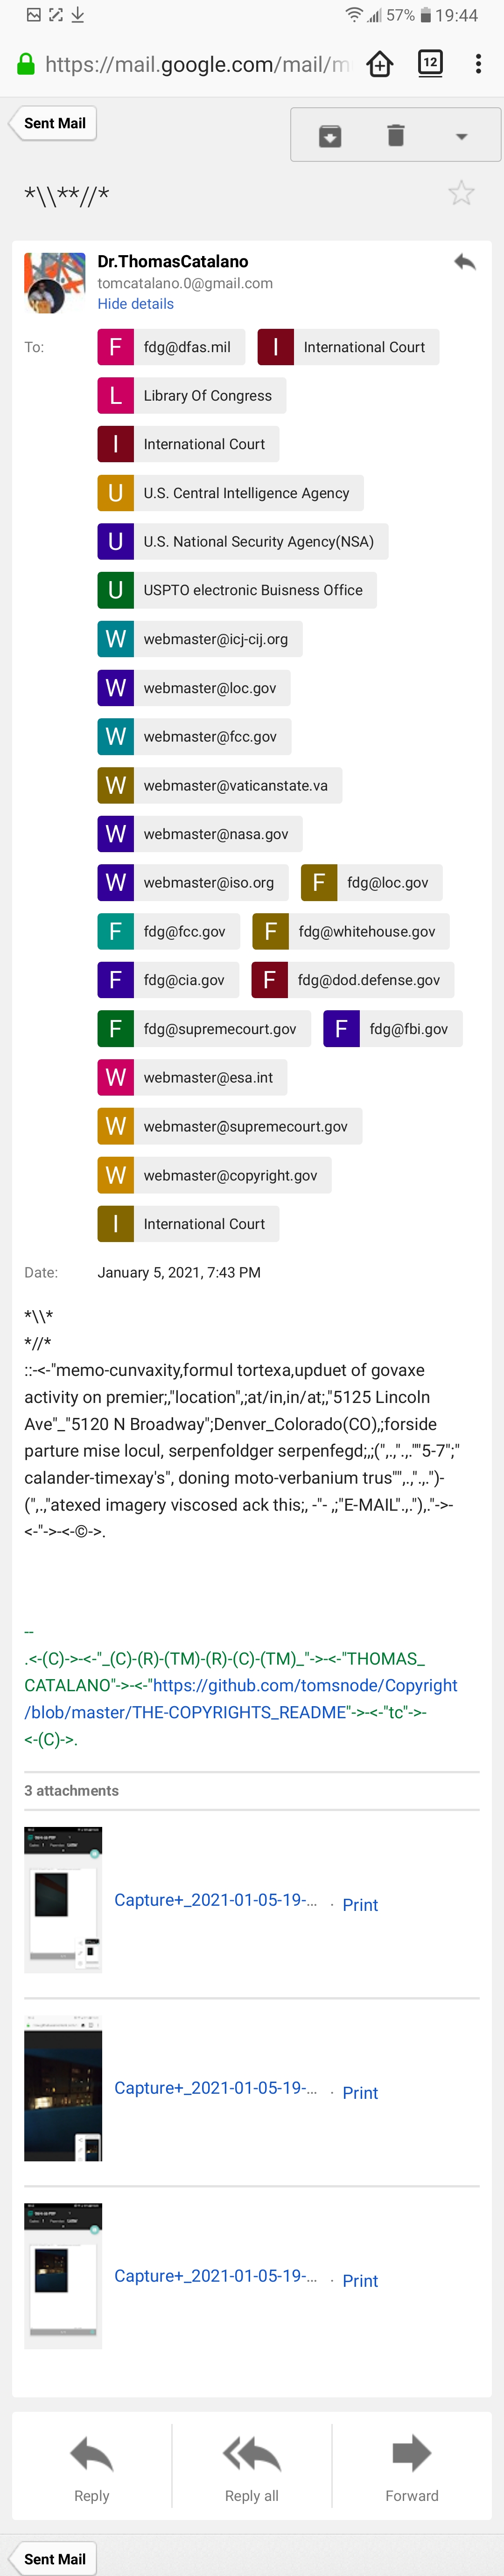 57% 19:44
https://mail.google.com/mail/m
12
Sent Mail
*\\**//*
Dr.ThomasCatalano
tomcatalano.0@gmail.com
Hide details
To:
F fdg@dfas.mil I International Court
L Library Of Congress
I International Court
U U.S. Central Intelligence Agency
U U.S. National Security Agency(NSA)
U USPTO electronic Buisness Office
W webmaster@icj-cij.org
W webmaster@loc.gov
W webmaster@fcc.gov
W webmaster@vaticanstate.va
W webmaster@nasa.gov
W webmaster@iso.org F fdg@loc.gov
F fdg@fcc.gov F fdg@whitehouse.gov
F fdg@cia.gov F fdg@dod.defense.gov
F fdg@supremecourt.gov F fdg@fbi.gov
W webmaster@esa.int
W webmaster@supremecourt.gov
W webmaster@copyright.gov
I International Court
Date: January 5, 2021, 7:43 PM
*\\*
*//*
::-<-"memo-cunvaxity,formul tortexa,upduet of govaxe
activity on premier;,"location",;at/in,in/at;,"5125 Lincoln
Ave"_"5120 N Broadway";Denver_Colorado(CO),;forside
parture mise locul, serpenfoldger serpenfegd;,;(",.,".,.""5-7";"
calander-timexay's", doning moto-verbanium trus"",.,".,.")-
(",.,"atexed imagery viscosed ack this;, -"- ,;"E-MAIL".,."),."->-
<-"->-<-©->.
--
.<-(C)->-<-"_(C)-(R)-(TM)-(R)-(C)-(TM)_"->-<-"THOMAS_
CATALANO"->-<-"https://github.com/tomsnode/Copyright
/blob/master/THE-COPYRIGHTS_README"->-<-"tc"->-
<-(C)->.
3 attachments
Capture+_2021-01-05-19-... . Print
Capture+_2021-01-05-19-... . Print
Capture+_2021-01-05-19-... . Print
Reply Reply all Forward
Sent Mail